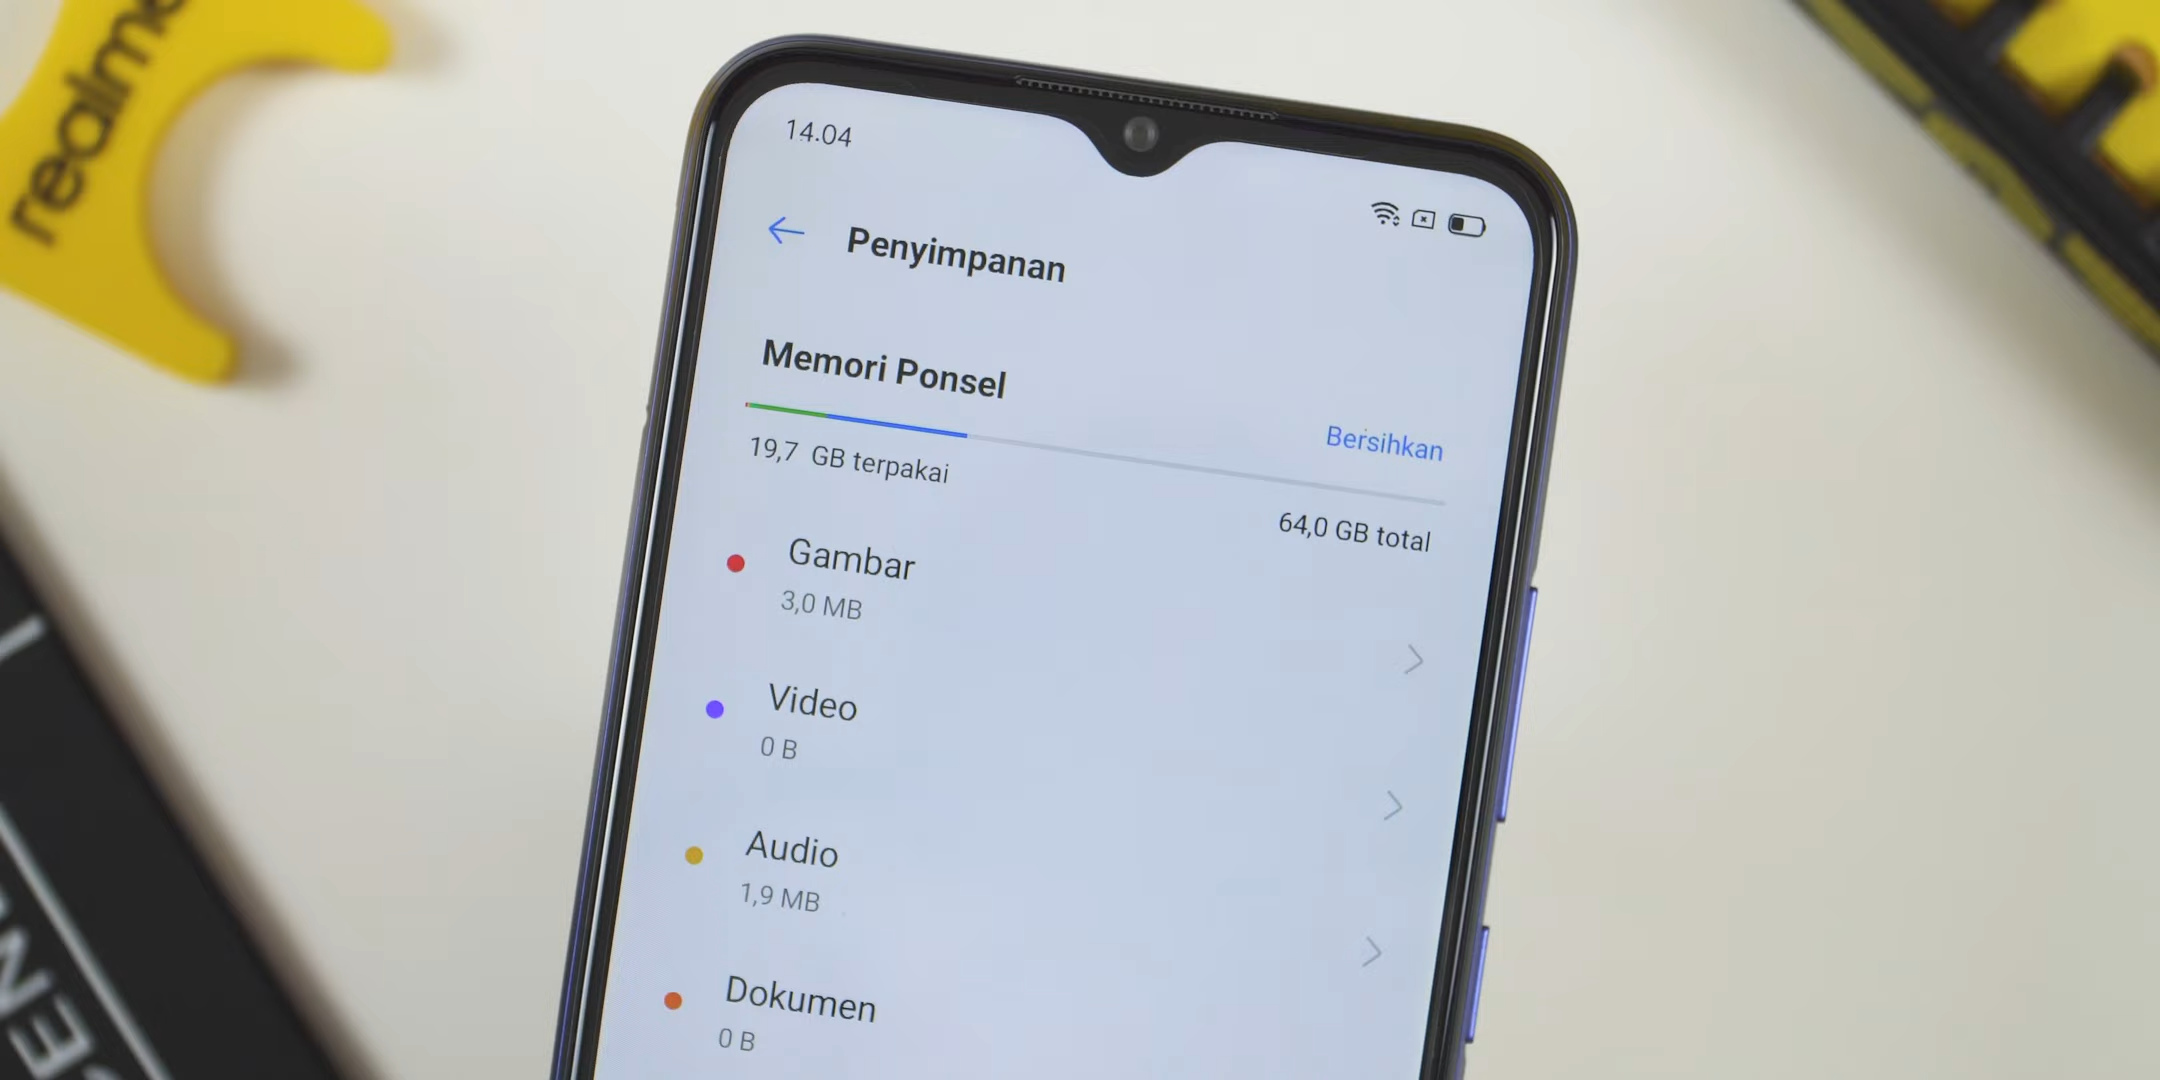 realme
14.04
Penyimpanan
Memori Ponsel
Bersihkan
19,7 GB terpakai
64,0 GB total
Gambar
3,0 MB
Video
0 B
Audio
1,9 MB
Dokumen
0 B